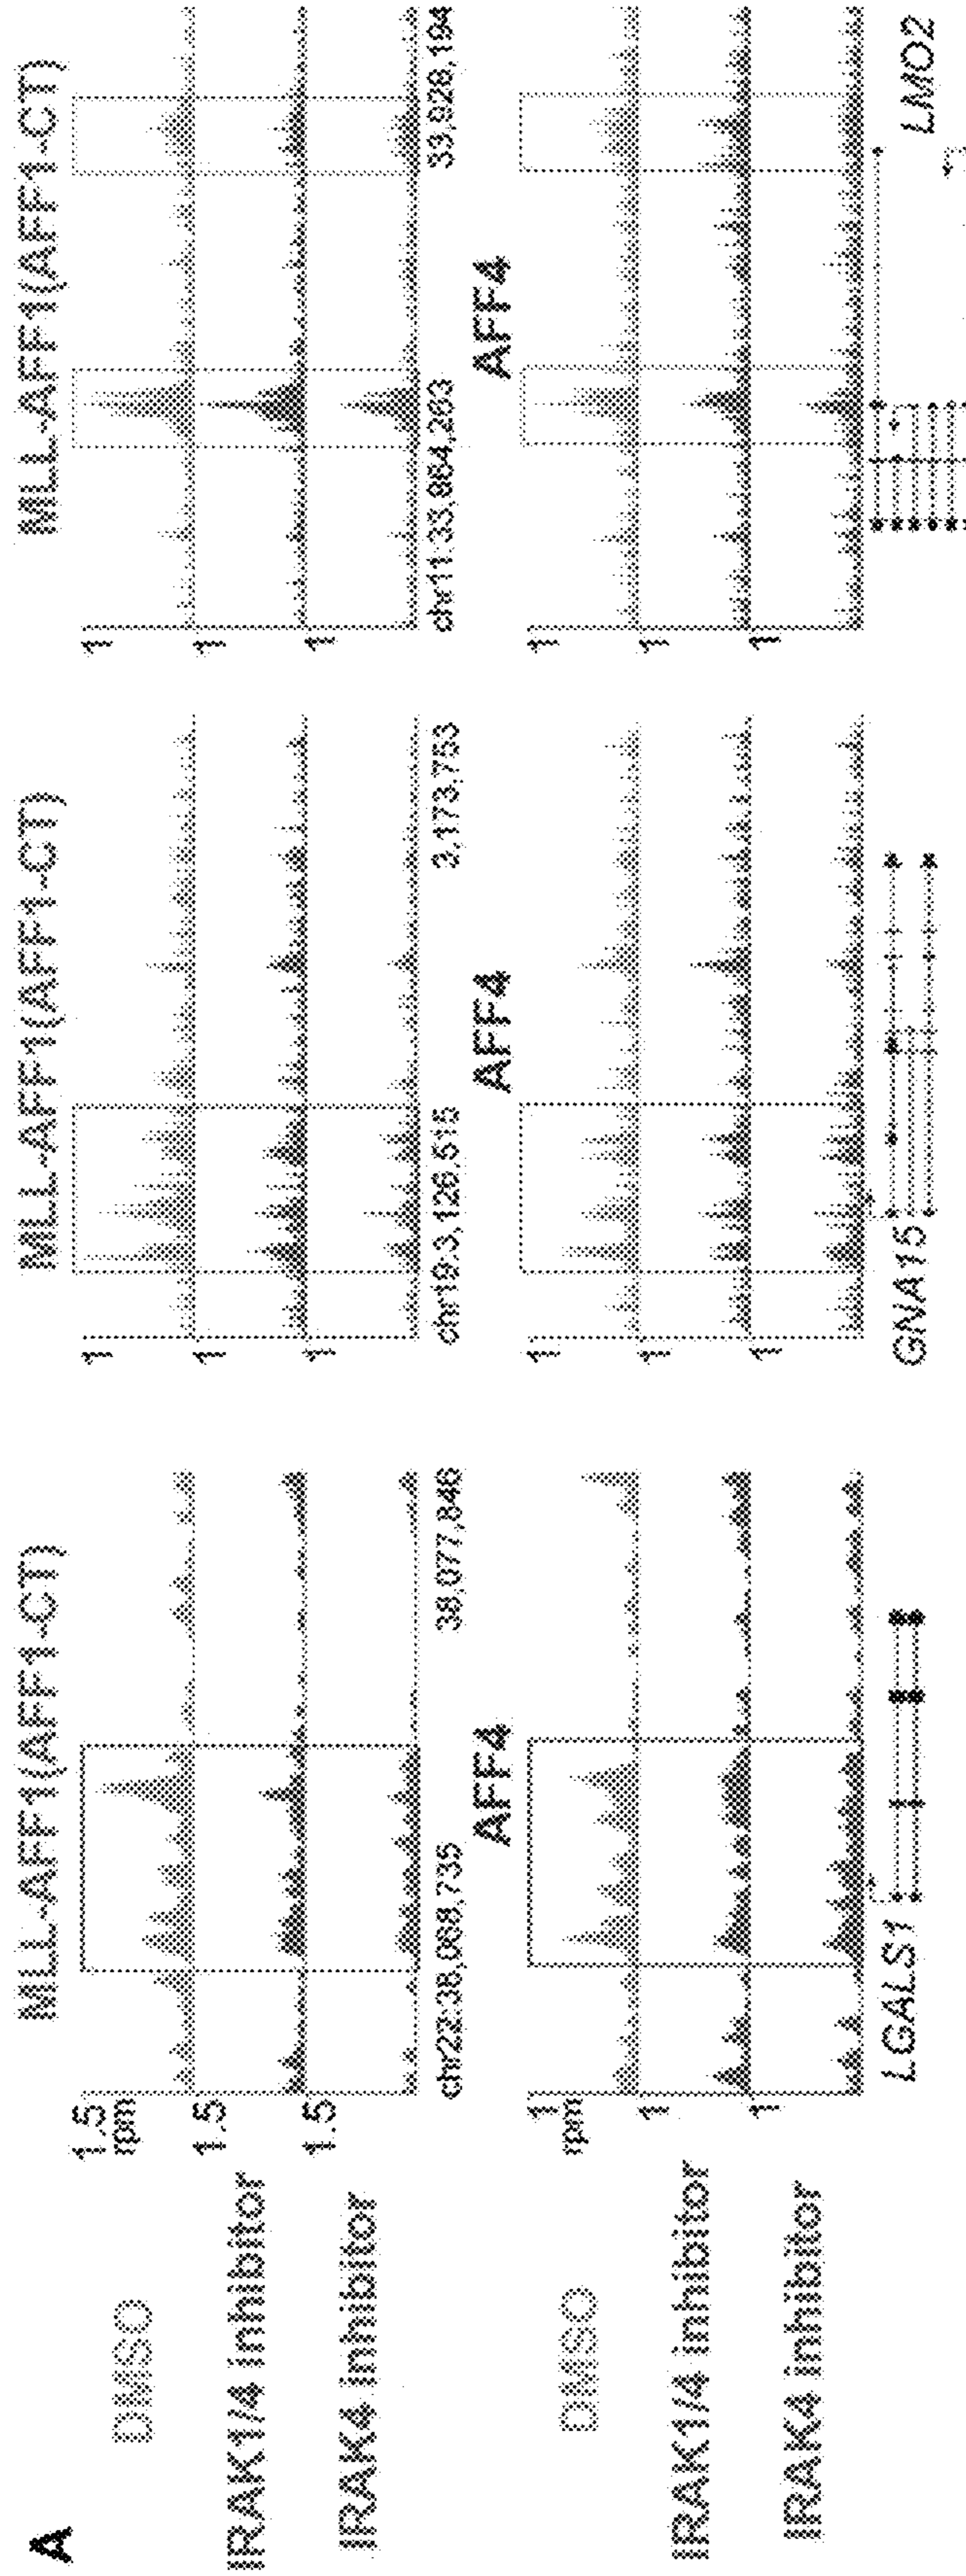 A
MLL-AFF1(AFF1-CT)
MLL-AFF1(AFF1-CT)
MLL-AFF1(AFF1-CT)
DMSO
1.5
rpm
1
1
IRAK1/4 inhibitor
1.5
1
1
IRAK4 inhibitor
1.5
1
1
chr22:38,068,735
38,077,846
chr19:3,126,515
3,173,753
chr11:33,864,263
33,928,194
AFF4
AFF4
AFF4
DMSO
1
rpm
1
1
IRAK1/4 inhibitor
1
1
1
IRAK4 inhibitor
1
1
1
LGALS1
GNA15
LMO2